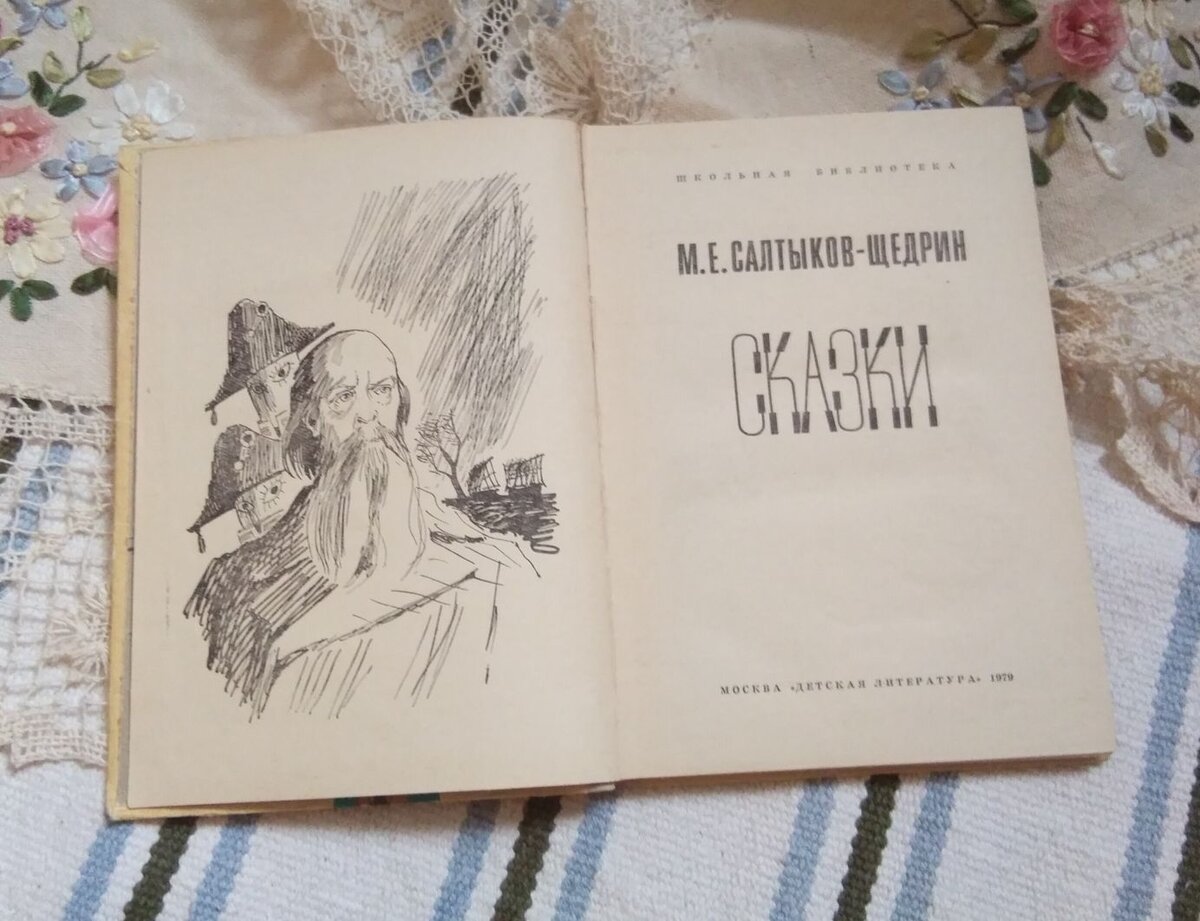 ШКОЛЬНАЯ БИБЛИОТЕКА
М.Е.САЛТЫКОВ-ЩЕДРИН
СКАЗКИ
МОСКВА «ДЕТСКАЯ ЛИТЕРАТУРА» 1979